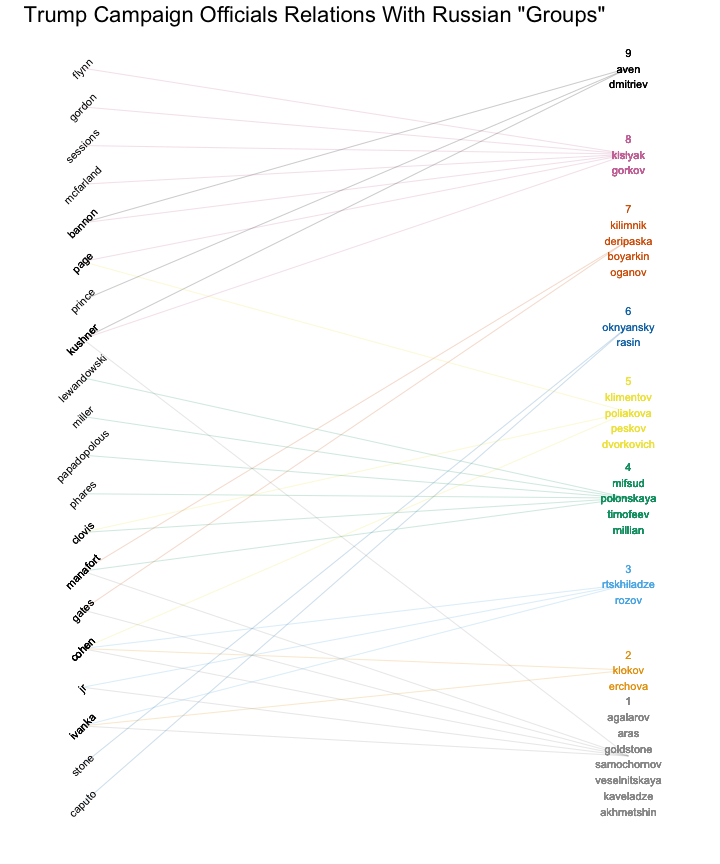 Trump Campaign Officials Relations With Russian "Groups"
flynn
gordon
sessions
mcfarland
bannon
page
prince
kushner
lewandowski
miller
papadopolous
phares
clovis
manafort
gates
cohen
jr
ivanka
stone
caputo
9
aven
dmitriev
8
kisiyak
gorkov
7
kilimnik
deripaska
boyarkin
oganov
6
oknyansky
rasin
5
klimentov
poliakova
peskov
dvorkovich
4
mifsud
polonskaya
timofeev
millian
3
rtskhiladze
rozov
2
klokov
erchova
1
agalarov
aras
goldstone
samochornov
veselnitskaya
kaveladze
akhmetshin